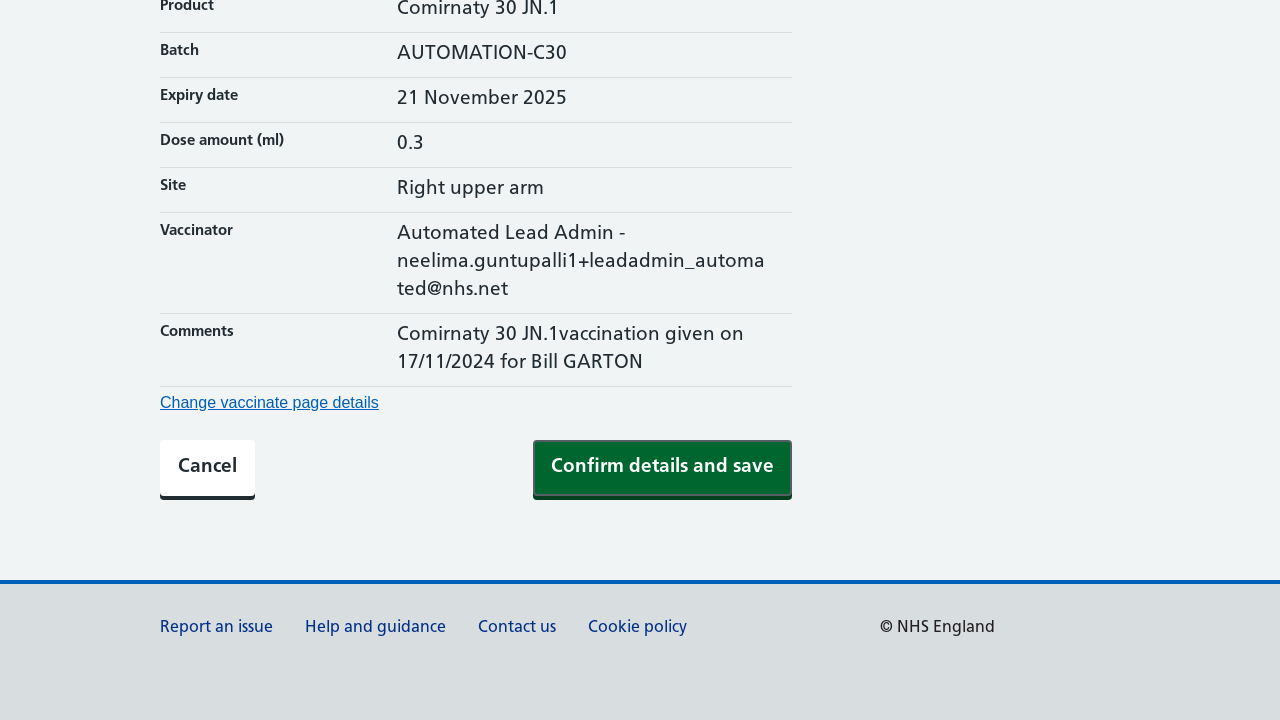 Product Comirnaty 30 JN.1
Batch AUTOMATION-C30
Expiry date 21 November 2025
Dose amount (ml) 0.3
Site Right upper arm
Vaccinator Automated Lead Admin -
neelima.guntupalli1+leadadmin_automa
ted@nhs.net
Comments Comirnaty 30 JN.1vaccination given on
17/11/2024 for Bill GARTON
Change vaccinate page details
Cancel Confirm details and save
Report an issue Help and guidance Contact us Cookie policy © NHS England